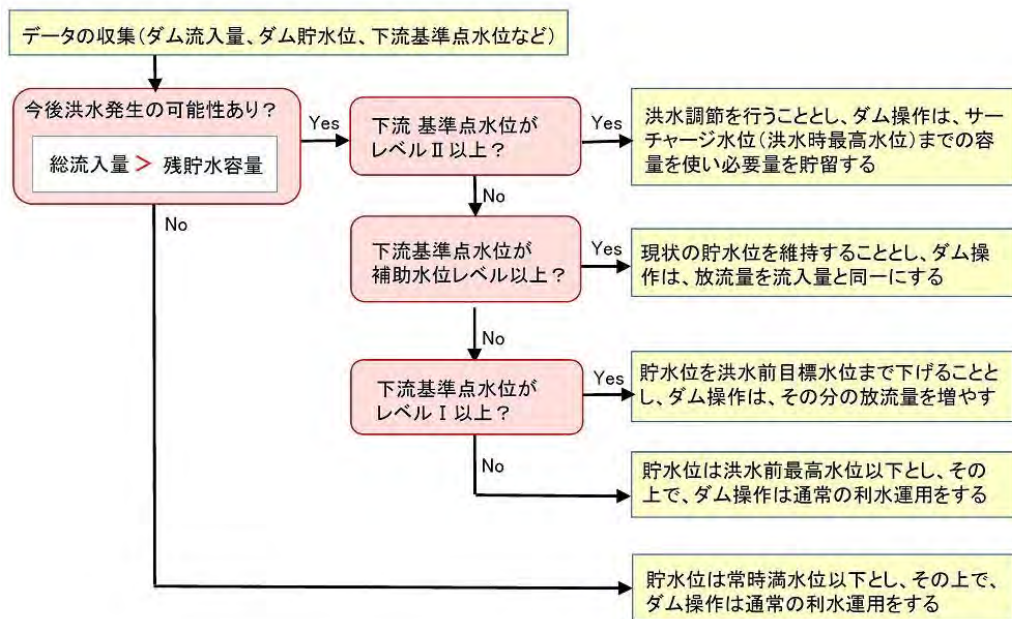 データの収集(ダム流入量、ダム貯水位、下流基準点水位など)
今後洪水発生の可能性あり?
総流入量 > 残貯水容量
Yes
No
下流 基準点水位が
レベルⅡ以上?
Yes
洪水調節を行うこととし、ダム操作は、サー
チャージ水位(洪水時最高水位)までの容
量を使い必要量を貯留する
No
下流基準点水位が
補助水位レベル以上?
Yes
現状の貯水位を維持することとし、ダム操
作は、放流量を流入量と同一にする
No
下流基準点水位が
レベルⅠ以上?
Yes
貯水位を洪水前目標水位まで下げることと
し、ダム操作は、その分の放流量を増やす
No
貯水位は洪水前最高水位以下とし、その
上で、ダム操作は通常の利水運用をする
貯水位は常時満水位以下とし、その上で、
ダム操作は通常の利水運用をする